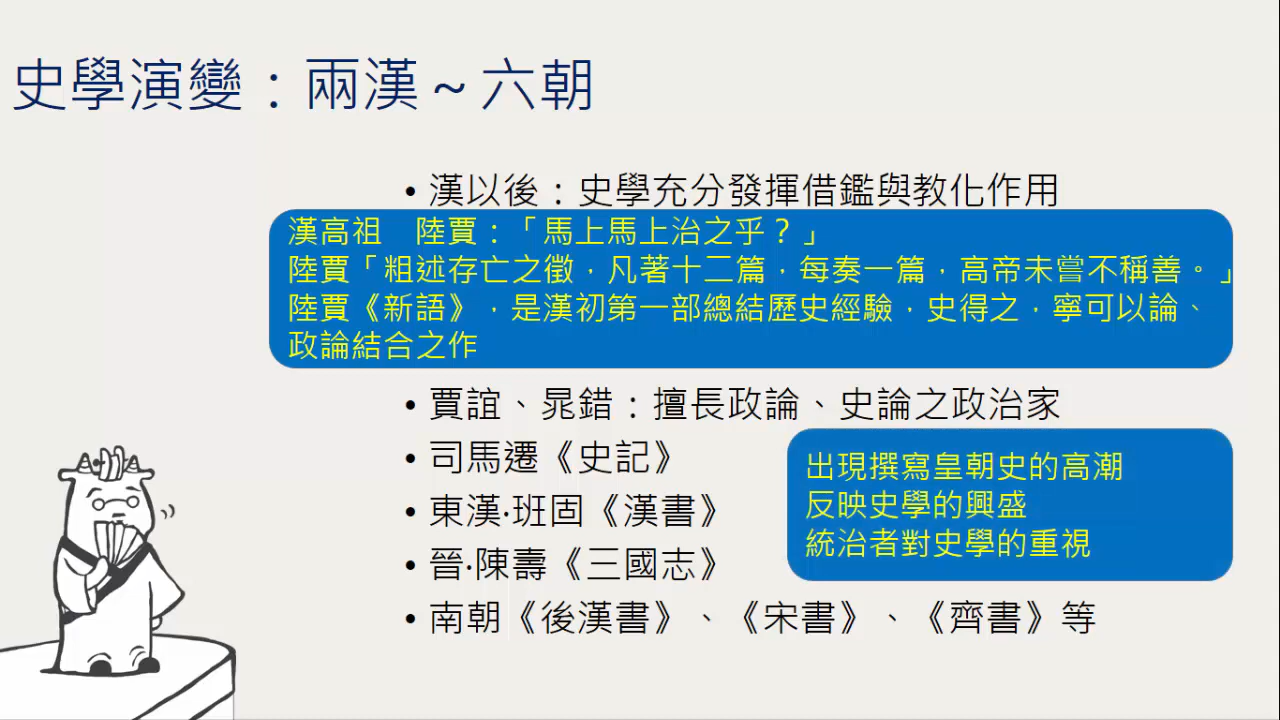 史學演變：兩漢～六朝
• 漢以後：史學充分發揮借鑑與教化作用
漢高祖　陸賈：「馬上馬上治之乎？」
陸賈「粗述存亡之徵，凡著十二篇，每奏一篇，高帝未嘗不稱善。」
陸賈《新語》，是漢初第一部總結歷史經驗，史得之，寧可以論、
政論結合之作
• 賈誼、晁錯：擅長政論、史論之政治家
• 司馬遷《史記》
• 東漢·班固《漢書》
• 晉·陳壽《三國志》
• 南朝《後漢書》、《宋書》、《齊書》等
出現撰寫皇朝史的高潮
反映史學的興盛
統治者對史學的重視